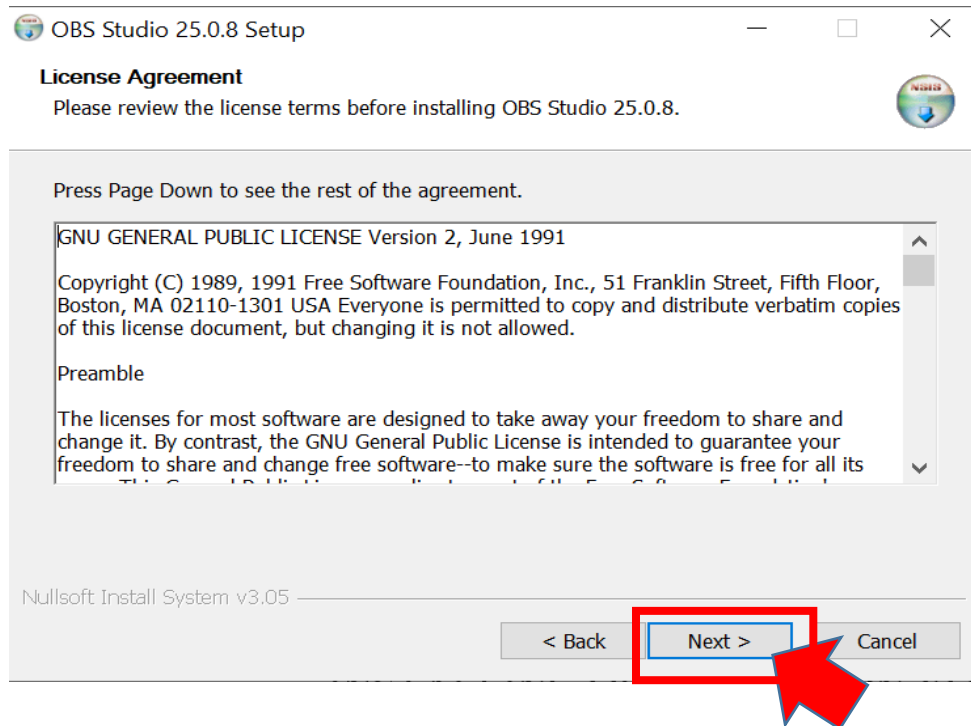 OBS Studio 25.0.8 Setup
License Agreement
Please review the license terms before installing OBS Studio 25.0.8.
NSIS
Press Page Down to see the rest of the agreement.
GNU GENERAL PUBLIC LICENSE Version 2, June 1991
Copyright (C) 1989, 1991 Free Software Foundation, Inc., 51 Franklin Street, Fifth Floor,
Boston, MA 02110-1301 USA Everyone is permitted to copy and distribute verbatim copies
of this license document, but changing it is not allowed.
Preamble
The licenses for most software are designed to take away your freedom to share and
change it. By contrast, the GNU General Public License is intended to guarantee your
freedom to share and change free software--to make sure the software is free for all its
Nullsoft Install System v3.05
< Back
Next >
Cancel